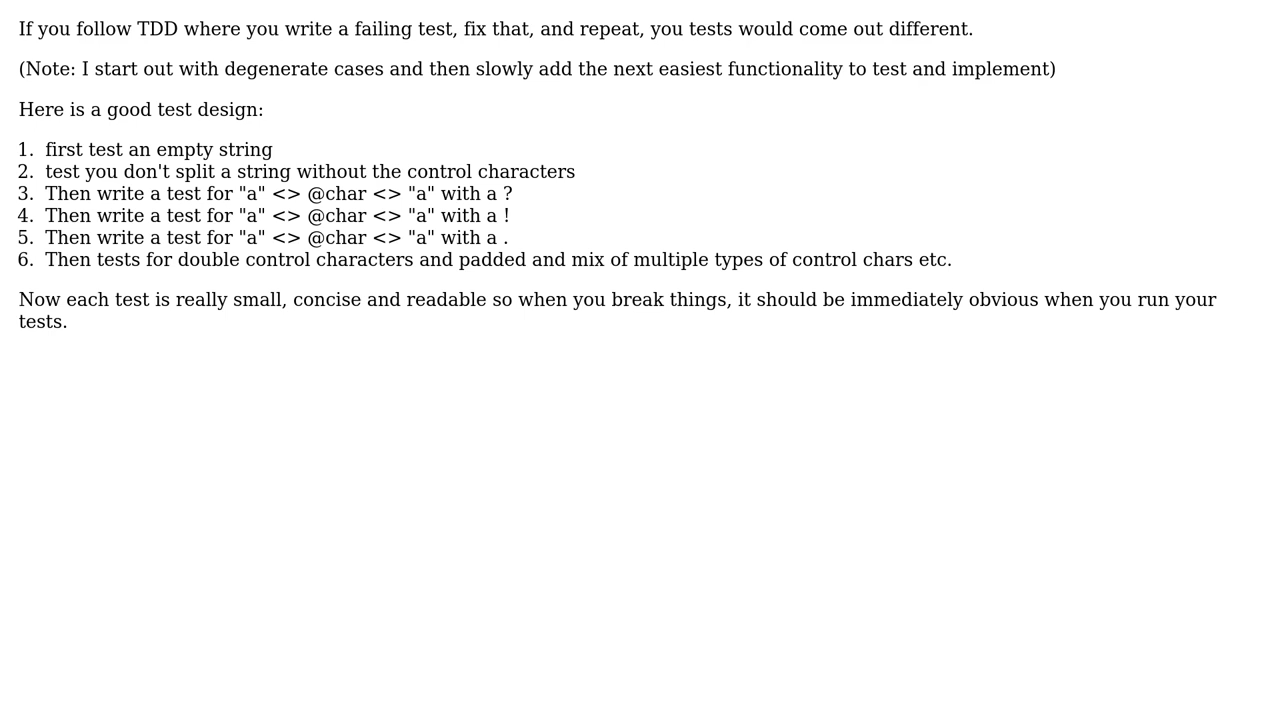 If you follow TDD where you write a failing test, fix that, and repeat, you tests would come out different.
(Note: I start out with degenerate cases and then slowly add the next easiest functionality to test and implement)
Here is a good test design:
1. first test an empty string
2. test you don't split a string without the control characters
3. Then write a test for "a" <> @char <> "a" with a ?
4. Then write a test for "a" <> @char <> "a" with a !
5. Then write a test for "a" <> @char <> "a" with a .
6. Then tests for double control characters and padded and mix of multiple types of control chars etc.
Now each test is really small, concise and readable so when you break things, it should be immediately obvious when you run your
tests.